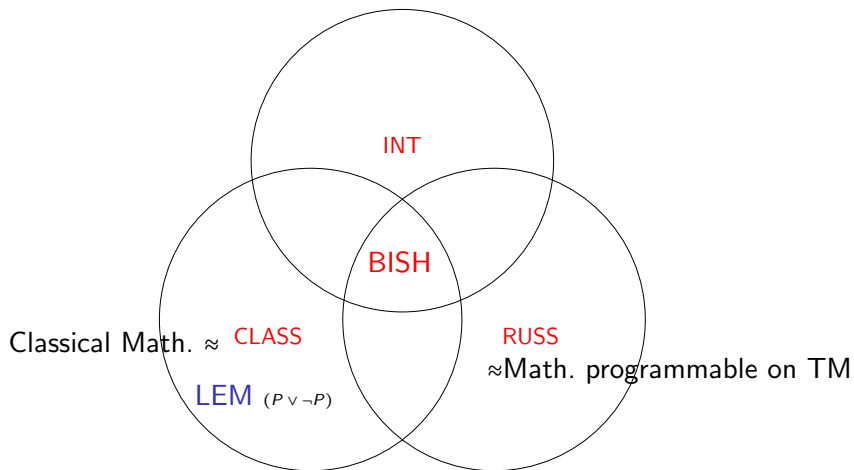 INT
BISH
Classical Math. ≈ CLASS
RUSS
≈Math. programmable on TM
LEM (P ∨ ¬P)